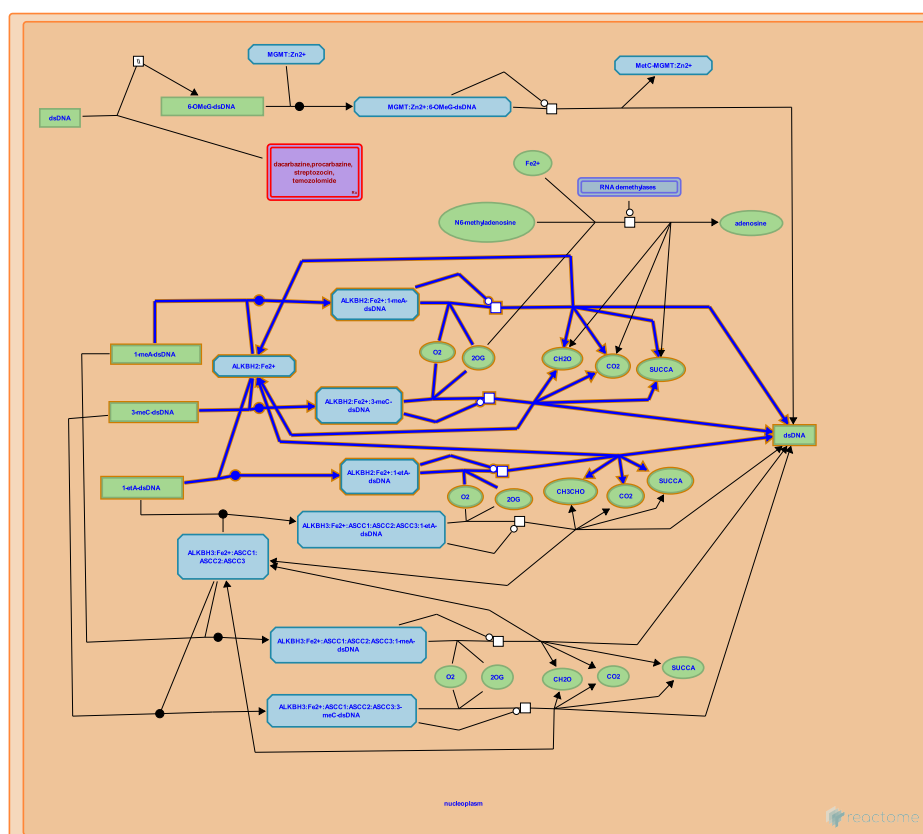 MGMT:Zn2+
MetC-MGMT:Zn2+
6-OMeG-dsDNA
MGMT:Zn2+:6-OMeG-dsDNA
dsDNA
dacarbazine,procarbazine,
streptozocin,
temozolomide
Rx
Fe2+
RNA demethylases
N6-methyladenosine
adenosine
ALKBH2:Fe2+:1-meA-
dsDNA
1-meA-dsDNA
ALKBH2:Fe2+
O2
2OG
CH2O
CO2
SUCCA
3-meC-dsDNA
ALKBH2:Fe2+:3-meC-
dsDNA
dsDNA
1-etA-dsDNA
ALKBH2:Fe2+:1-etA-
dsDNA
O2
2OG
CH3CHO
CO2
SUCCA
ALKBH3:Fe2+:ASCC1:ASCC2:ASCC3:1-etA-
dsDNA
ALKBH3:Fe2+:ASCC1:
ASCC2:ASCC3
ALKBH3:Fe2+:ASCC1:ASCC2:ASCC3:1-meA-
dsDNA
O2
2OG
CH2O
CO2
SUCCA
ALKBH3:Fe2+:ASCC1:ASCC2:ASCC3:3-
meC-dsDNA
nucleoplasm
reactome